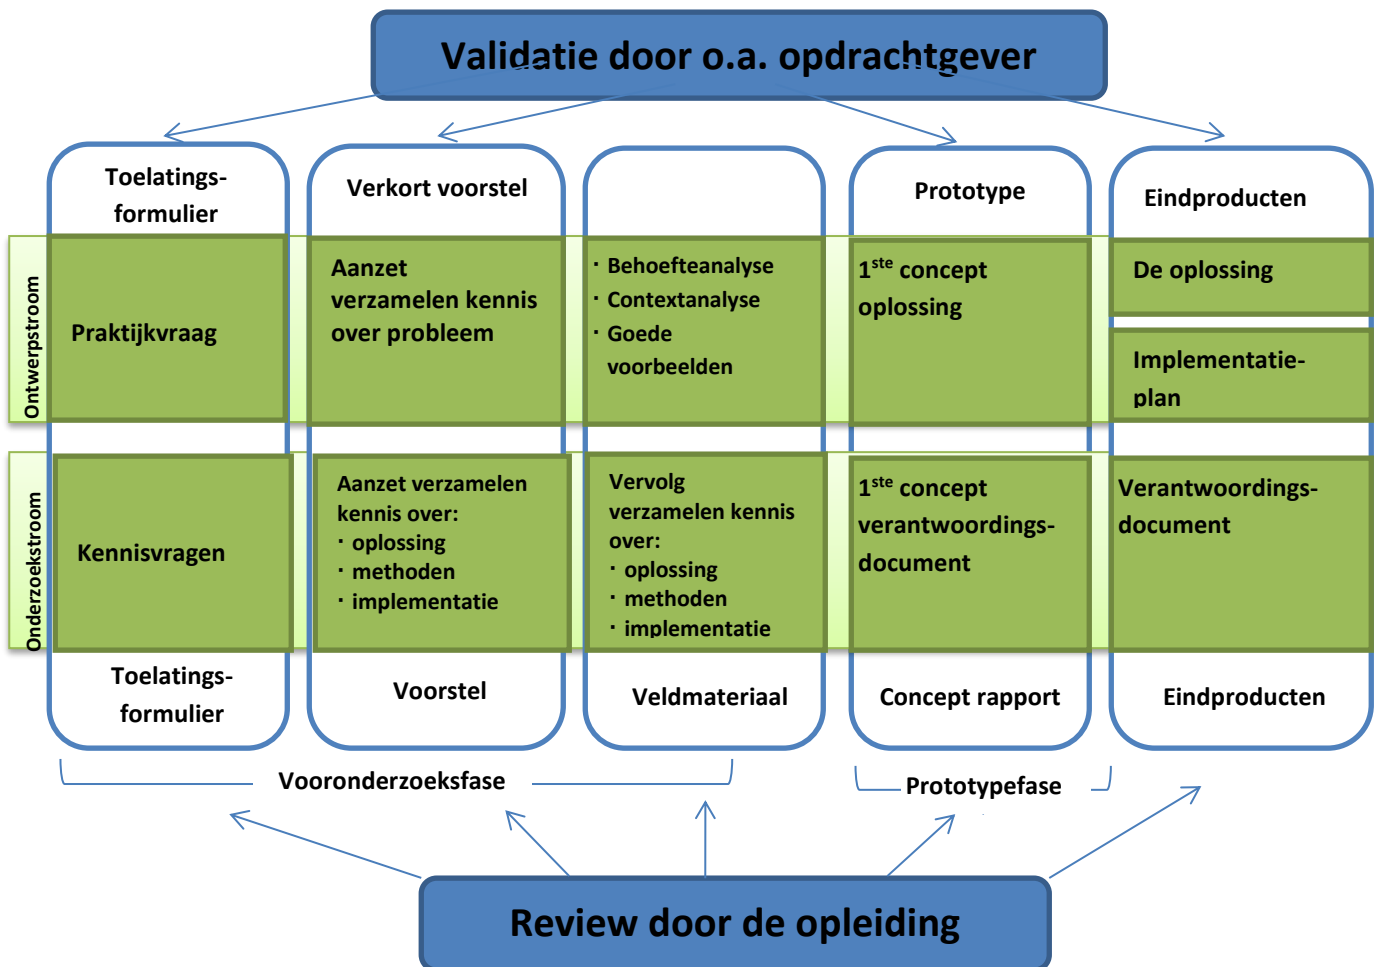 Validatie door o.a. opdrachtgever
Toelatings-
formulier
Verkort voorstel
Prototype
Eindproducten
Ontwerpstroom
Praktijkvraag
Aanzet
verzamelen kennis
over probleem
· Behoefteanalyse
· Contextanalyse
· Goede
voorbeelden
1ste concept
oplossing
De oplossing
Implementatie-
plan
Onderzoekstroom
Kennisvragen
Aanzet verzamelen
kennis over:
· oplossing
· methoden
· implementatie
Vervolg
verzamelen kennis
over:
· oplossing
· methoden
· implementatie
1ste concept
verantwoordings-
document
Verantwoordings-
document
Toelatings-
formulier
Voorstel
Veldmateriaal
Concept rapport
Eindproducten
Vooronderzoeksfase
Prototypefase
Review door de opleiding